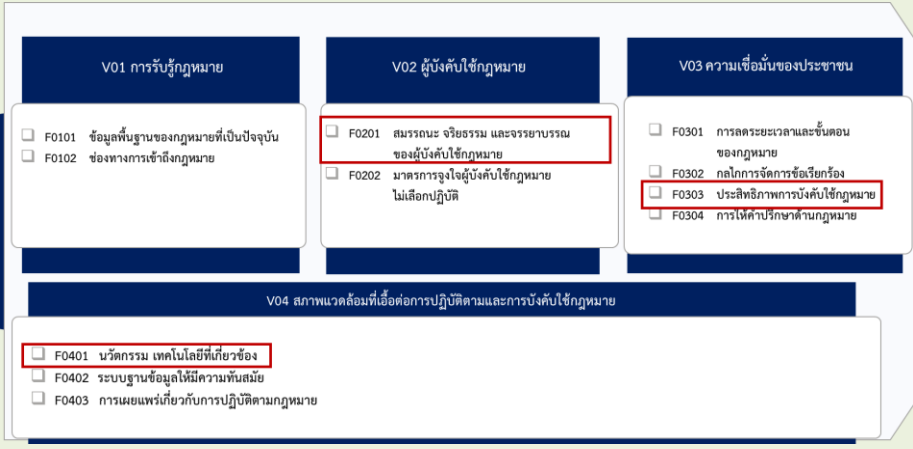 V01 การรับรู้กฎหมาย
F0101 ข้อมูลพื้นฐานของกฎหมายที่เป็นปัจจุบัน
F0102 ช่องทางการเข้าถึงกฎหมาย
V02 ผู้บังคับใช้กฎหมาย
F0201 สมรรถนะ จริยธรรม และจรรยาบรรณ
ของผู้บังคับใช้กฎหมาย
F0202 มาตรการจูงใจผู้บังคับใช้กฎหมาย
ไม่เลือกปฏิบัติ
V03 ความเชื่อมั่นของประชาชน
F0301 การลดระยะเวลาและขั้นตอน
ของกฎหมาย
F0302 กลไกการจัดการข้อเรียกร้อง
F0303 ประสิทธิภาพการบังคับใช้กฎหมาย
F0304 การให้คำปรึกษาด้านกฎหมาย
V04 สภาพแวดล้อมที่เอื้อต่อการปฏิบัติตามและการบังคับใช้กฎหมาย
F0401 นวัตกรรม เทคโนโลยีที่เกี่ยวข้อง
F0402 ระบบฐานข้อมูลให้มีความทันสมัย
F0403 การเผยแพร่เกี่ยวกับการปฏิบัติตามกฎหมาย